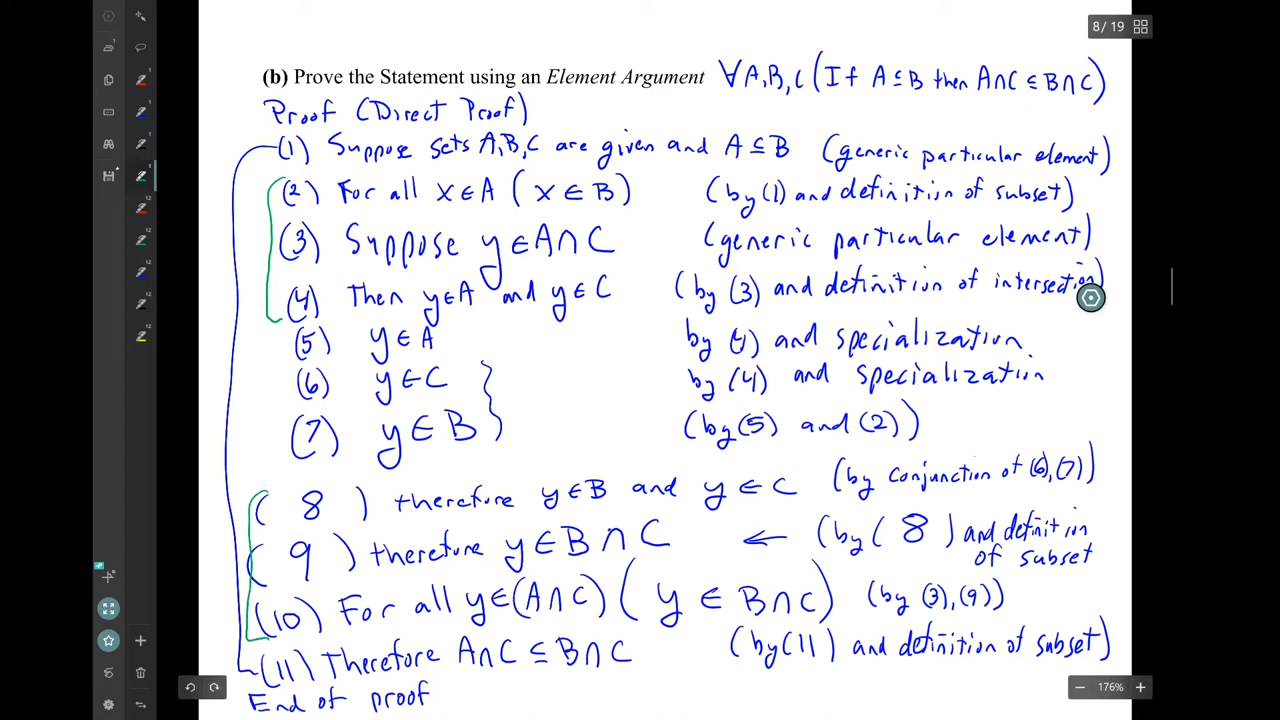 8 / 19
(b) Prove the Statement using an Element Argument ∀A,B,C (If A⊆B then A∩C ⊆ B∩C)
Proof (Direct Proof)
(1) Suppose sets A,B,C are given and A⊆B (generic particular element)
(2) For all x∈A (x∈B) (by (1) and definition of subset)
(3) Suppose y∈A∩C (generic particular element)
(4) Then y∈A and y∈C (by (3) and definition of intersection)
(5) y∈A by (4) and specialization
(6) y∈C by (4) and specialization
(7) y∈B (by (5) and (2))
(8) therefore y∈B and y∈C (by conjunction of (6),(7))
(9) therefore y∈B∩C ← (by (8) and definition
of subset
(10) For all y∈(A∩C) (y∈B∩C) (by (3),(9))
(11) Therefore A∩C ⊆ B∩C (by (11) and definition of subset)
End of proof
176%